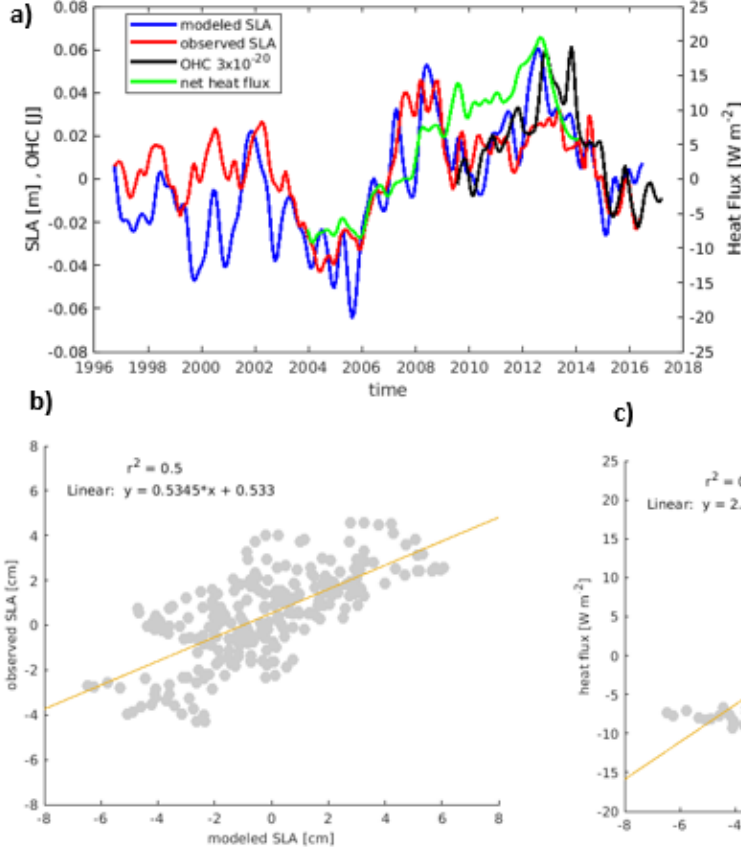 a)
modeled SLA
observed SLA
OHC 3x10⁻²⁰
net heat flux
SLA [m] , OHC [J]
0.08
0.06
0.04
0.02
0
-0.02
-0.04
-0.06
-0.08
Heat Flux [W m⁻²]
25
20
15
10
5
0
-5
-10
-15
-20
-25
1996 1998 2000 2002 2004 2006 2008 2010 2012 2014 2016 2018
time
b)
r² = 0.5
Linear: y = 0.5345*x + 0.533
observed SLA [cm]
8
6
4
2
0
-2
-4
-6
-8
-8 -6 -4 -2 0 2 4 6 8
modeled SLA [cm]
c)
r² = 0
Linear: y = 2.
heat flux [W m⁻²]
25
20
15
10
5
0
-5
-10
-15
-20
-8 -6 -4